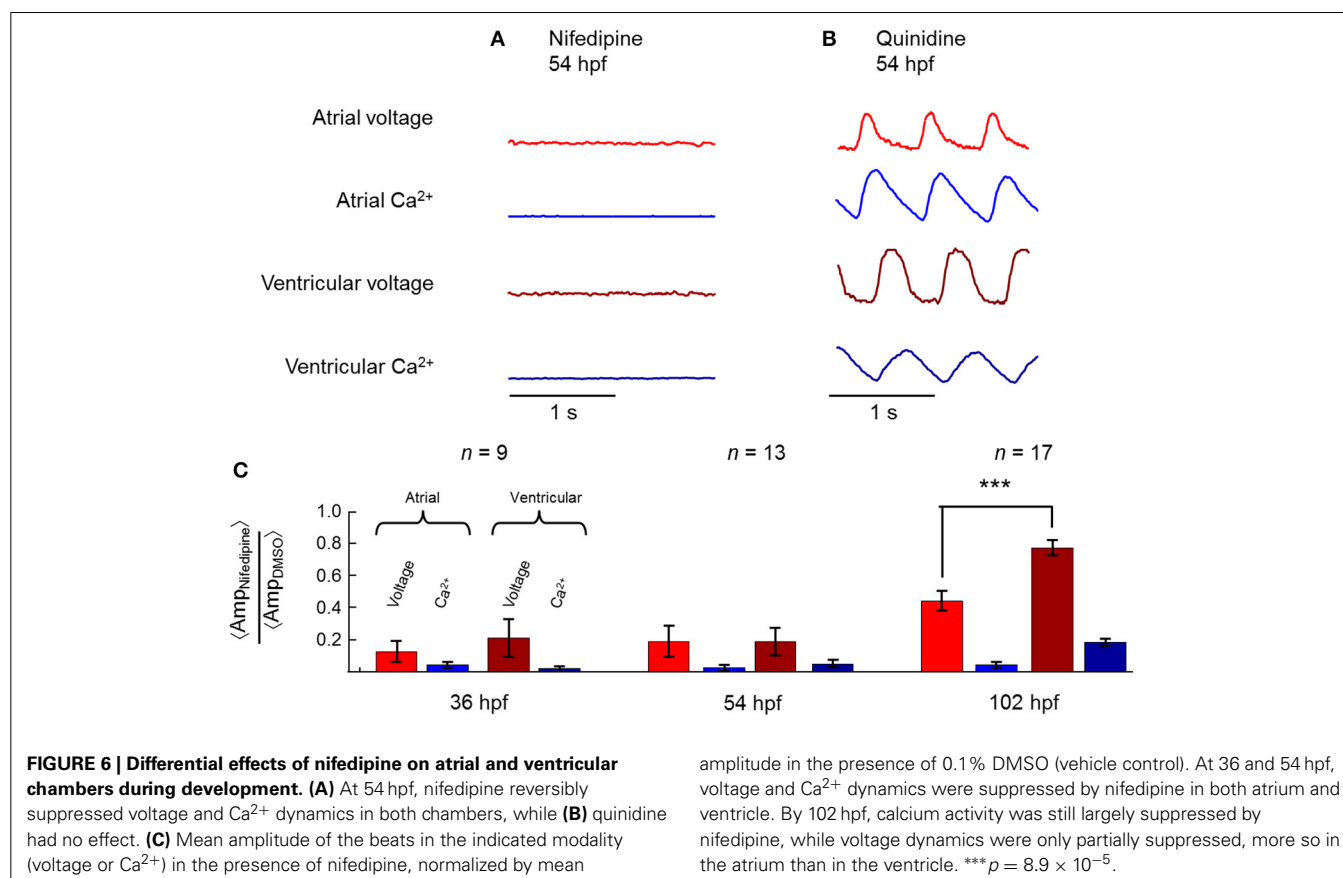 A Nifedipine
54 hpf
B Quinidine
54 hpf
Atrial voltage
Atrial Ca²⁺
Ventricular voltage
Ventricular Ca²⁺
1 s
1 s
C
n = 9
n = 13
n = 17
***
Atrial
Ventricular
⟨Amp_Nifedipine⟩
⟨Amp_DMSO⟩
1.0
0.8
0.6
0.4
0.2
Voltage
Ca²⁺
Voltage
Ca²⁺
36 hpf
54 hpf
102 hpf
FIGURE 6 | Differential effects of nifedipine on atrial and ventricular
chambers during development. (A) At 54 hpf, nifedipine reversibly
suppressed voltage and Ca²⁺ dynamics in both chambers, while (B) quinidine
had no effect. (C) Mean amplitude of the beats in the indicated modality
(voltage or Ca²⁺) in the presence of nifedipine, normalized by mean
amplitude in the presence of 0.1% DMSO (vehicle control). At 36 and 54 hpf,
voltage and Ca²⁺ dynamics were suppressed by nifedipine in both atrium and
ventricle. By 102 hpf, calcium activity was still largely suppressed by
nifedipine, while voltage dynamics were only partially suppressed, more so in
the atrium than in the ventricle. ***p = 8.9 × 10⁻⁵.